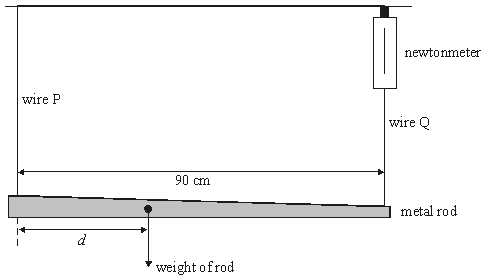 newtonmeter
wire P
wire Q
90 cm
metal rod
d
weight of rod